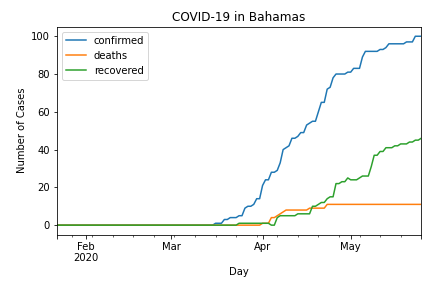 COVID-19 in Bahamas
confirmed
deaths
recovered
Number of Cases
100
80
60
40
20
0
Feb
2020
Mar
Apr
May
Day